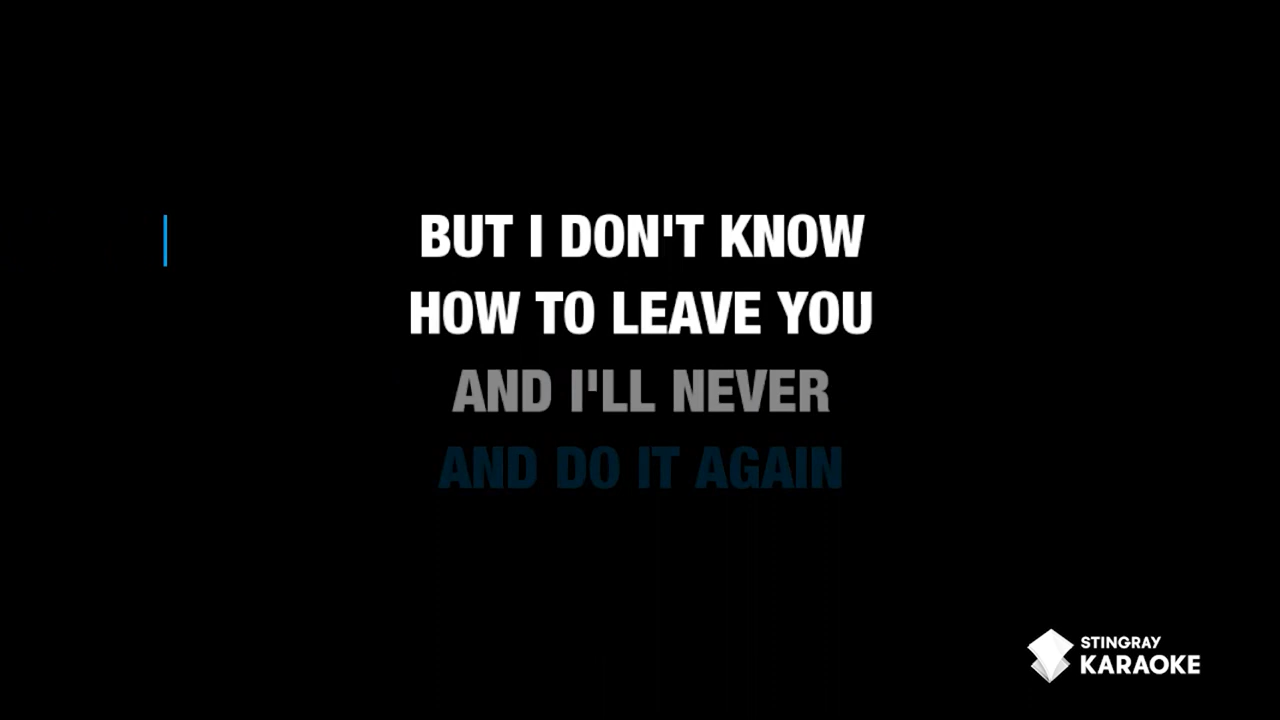 BUT I DON'T KNOW
HOW TO LEAVE YOU
AND I'LL NEVER
AND DO IT AGAIN
STINGRAY
KARAOKE